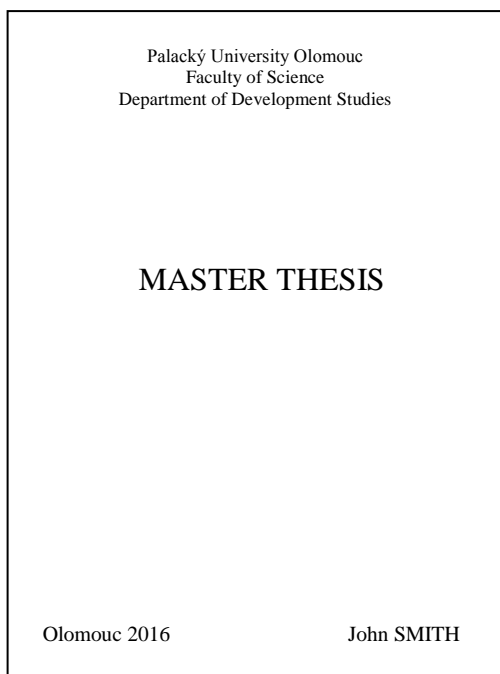 Palacký University Olomouc
Faculty of Science
Department of Development Studies
MASTER THESIS
Olomouc 2016 John SMITH